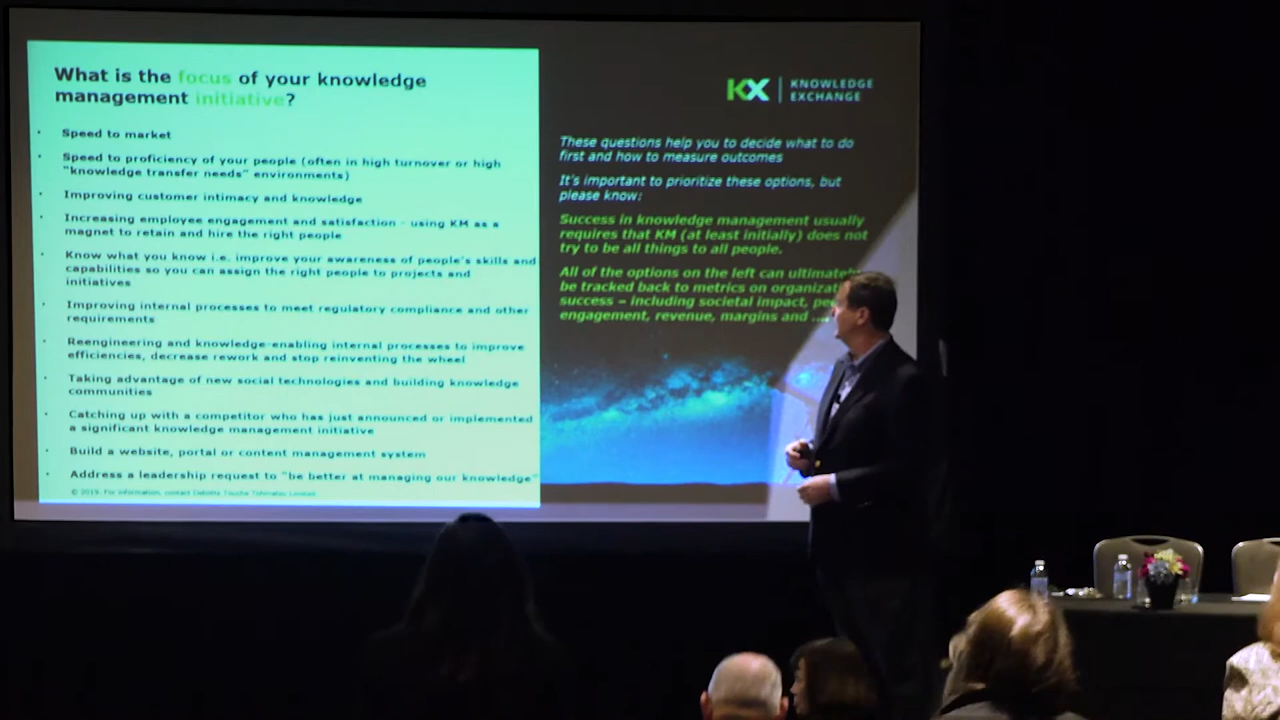 What is the focus of your knowledge
management initiative?
• Speed to market
• Speed to proficiency of your people (often in high turnover or high
"knowledge transfer needs" environments)
• Improving customer intimacy and knowledge
• Increasing employee engagement and satisfaction - using KM as a
magnet to retain and hire the right people
• Know what you know i.e. improve your awareness of people's skills and
capabilities so you can assign the right people to projects and
initiatives
• Improving internal processes to meet regulatory compliance and other
requirements
• Reengineering and knowledge-enabling internal processes to improve
efficiencies, decrease rework and stop reinventing the wheel
• Taking advantage of new social technologies and building knowledge
communities
• Catching up with a competitor who has just announced or implemented
a significant knowledge management initiative
• Build a website, portal or content management system
• Address a leadership request to "be better at managing our knowledge"
© 2019. For information, contact Deloitte Touche Tohmatsu Limited.
KX | KNOWLEDGE
EXCHANGE
These questions help you to decide what to do
first and how to measure outcomes
It's important to prioritize these options, but
please know:
Success in knowledge management usually
requires that KM (at least initially) does not
try to be all things to all people.
All of the options on the left can
be tracked back to metrics on
success – including societal impact,
engagement, revenue, margins and ....